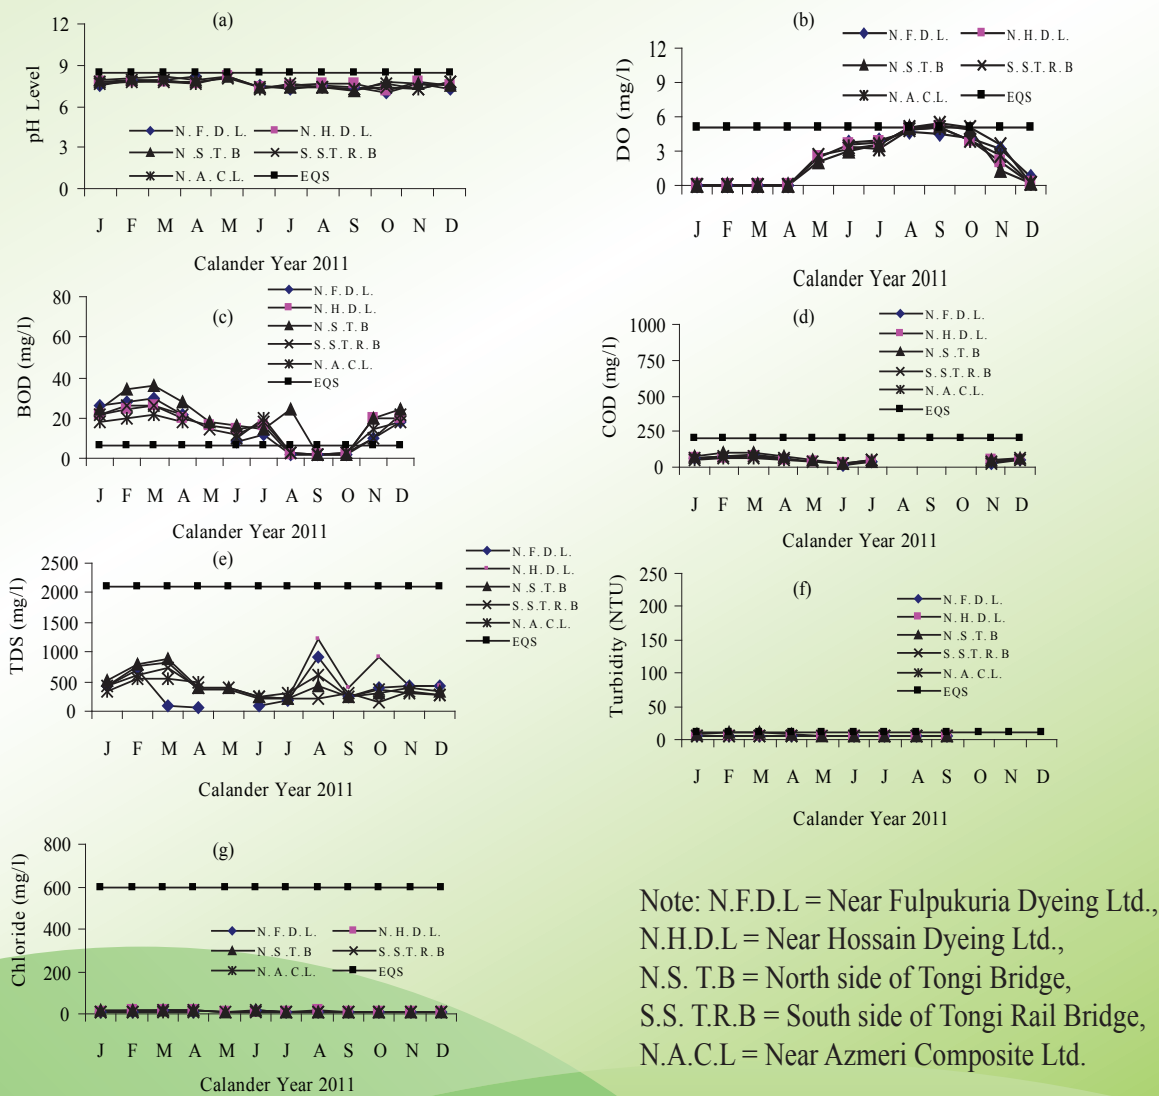 (a)
12
9
6
3
0
pH Level
N. F. D. L.
N. H. D. L.
N .S .T. B
S. S.T. R. B
N. A. C. L.
EQS
J F M A M J J A S O N D
Calander Year 2011
(b)
N. F. D. L.
N. H. D. L.
N .S .T. B
S. S.T. R. B
N. A. C. L.
EQS
12
9
6
3
0
DO (mg/l)
J F M A M J J A S O N D
Calander Year 2011
(c)
N. F. D. L.
N. H. D. L.
N .S .T. B
S. S.T. R. B
N. A. C. L.
EQS
80
60
40
20
0
BOD (mg/l)
J F M A M J J A S O N D
Calander Year 2011
(d)
N. F. D. L.
N. H. D. L.
N .S .T. B
S. S.T. R. B
N. A. C. L.
EQS
1000
750
500
250
0
COD (mg/l)
J F M A M J J A S O N D
Calander Year 2011
(e)
N. F. D. L.
N. H. D. L.
N .S .T. B
S. S.T. R. B
N. A. C. L.
EQS
2500
2000
1500
1000
500
0
TDS (mg/l)
J F M A M J J A S O N D
Calander Year 2011
(f)
N. F. D. L.
N. H. D. L.
N .S .T. B
S. S.T. R. B
N. A. C. L.
EQS
250
200
150
100
50
0
Turbidity (NTU)
J F M A M J J A S O N D
Calander Year 2011
(g)
800
600
400
200
0
Chloride (mg/l)
N. F. D. L.
N. H. D. L.
N .S .T. B
S. S.T. R. B
N. A. C. L.
EQS
J F M A M J J A S O N D
Calander Year 2011
Note: N.F.D.L = Near Fulpukuria Dyeing Ltd.,
N.H.D.L = Near Hossain Dyeing Ltd.,
N.S. T.B = North side of Tongi Bridge,
S.S. T.R.B = South side of Tongi Rail Bridge,
N.A.C.L = Near Azmeri Composite Ltd.